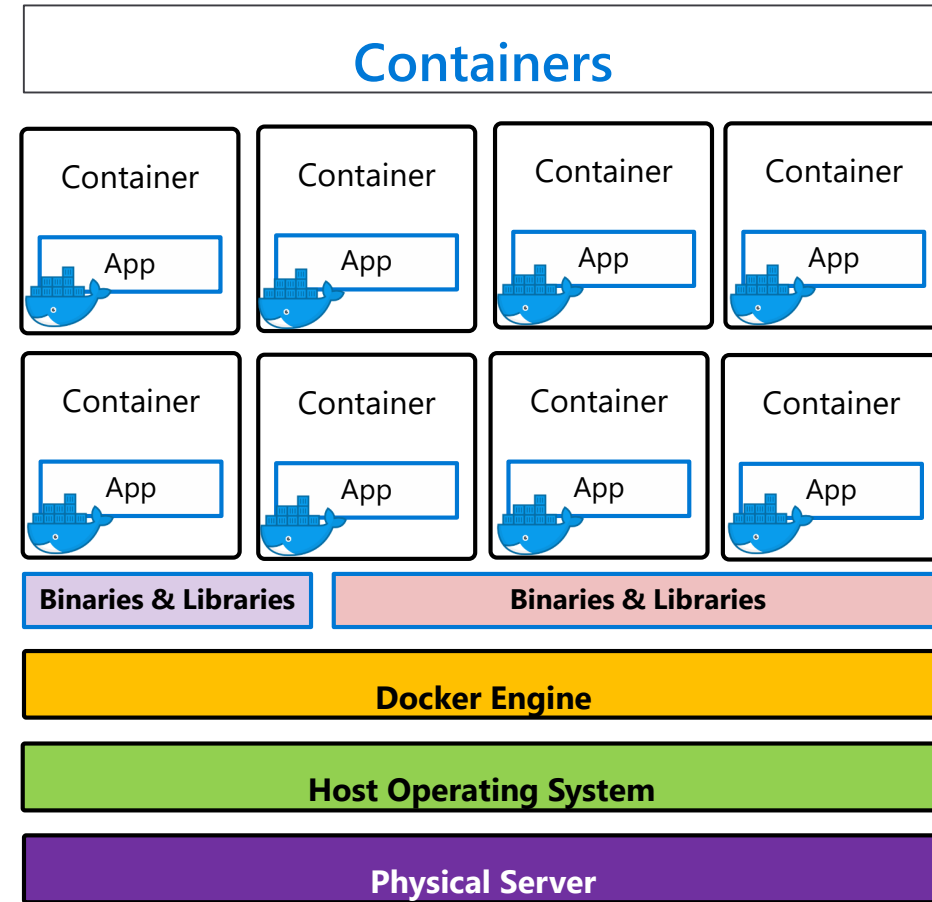 Containers
Container Container Container Container
App App App App
Container Container Container Container
App App App App
Binaries & Libraries Binaries & Libraries
Docker Engine
Host Operating System
Physical Server